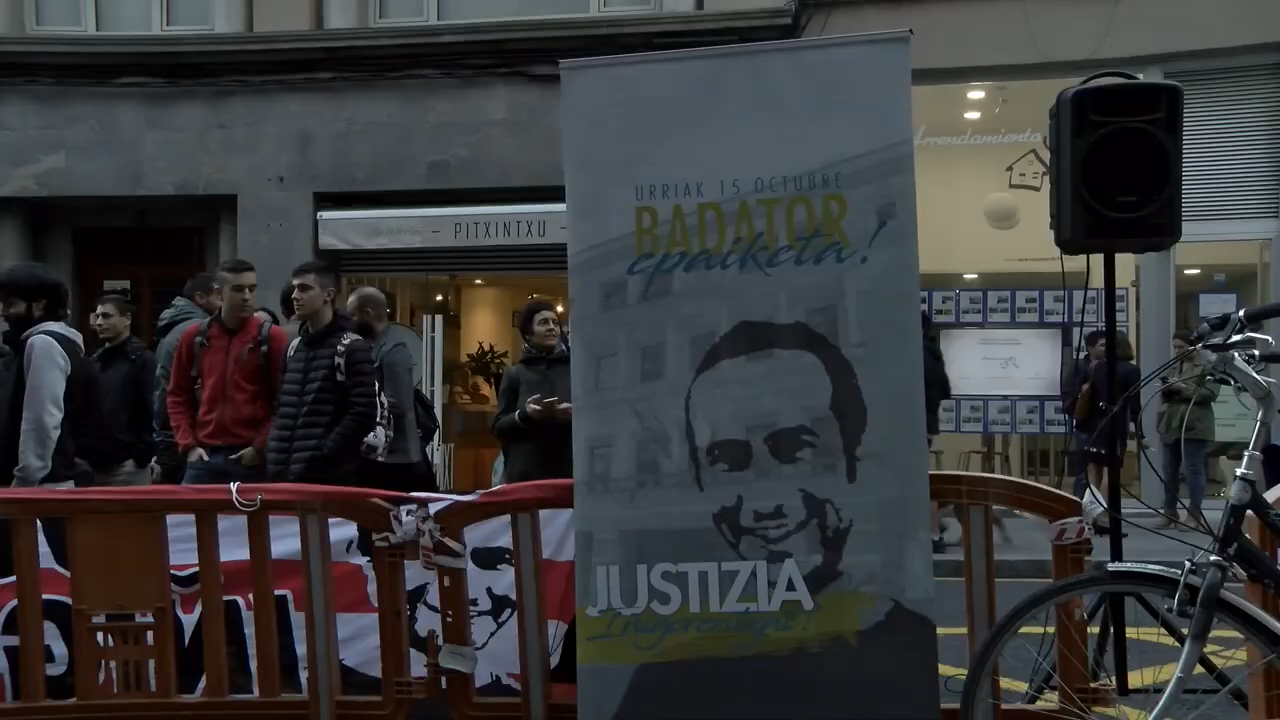 Arrendamiento
URRIAK 15 OCTUBRE
BADATOR
epaiketa!
– PITXINTXU –
JUSTIZIA